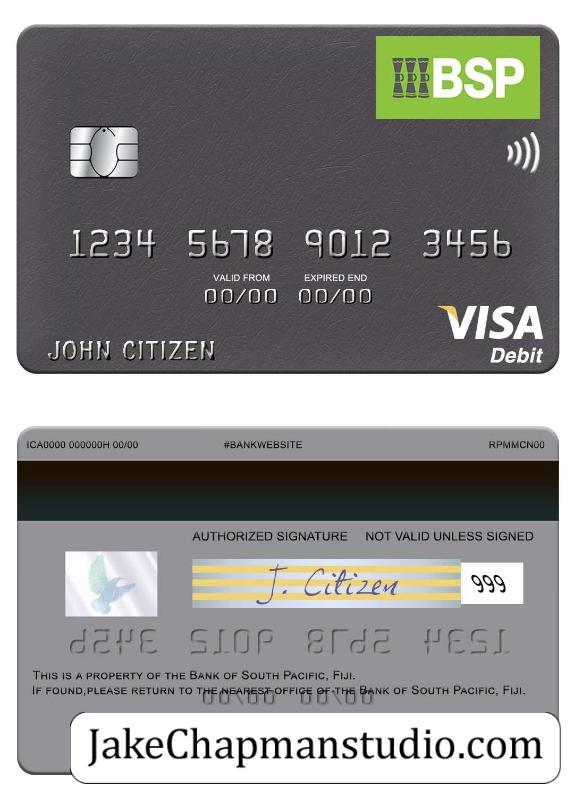 BSP
1234 5678 9012 3456
VALID FROM EXPIRED END
00/00 00/00
VISA
Debit
JOHN CITIZEN
ICA0000 000000H 00/00 #BANKWEBSITE RPMMCN00
AUTHORIZED SIGNATURE NOT VALID UNLESS SIGNED
J. Citizen
999
THIS IS A PROPERTY OF THE BANK OF SOUTH PACIFIC, FIJI.
IF FOUND,PLEASE RETURN TO THE NEAREST OFFICE OF THE BANK OF SOUTH PACIFIC, FIJI.
JakeChapmanstudio.com